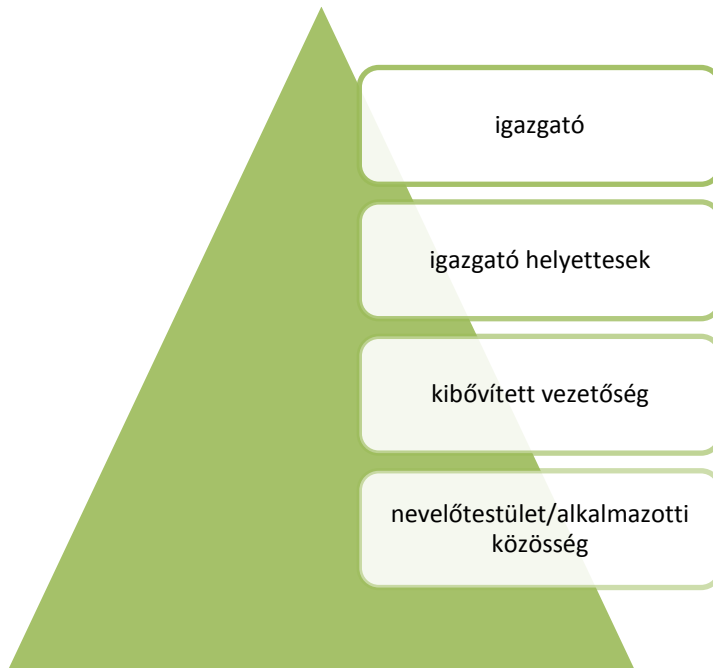 igazgató
igazgató helyettesek
kibővített vezetőség
nevelőtestület/alkalmazotti
közösség